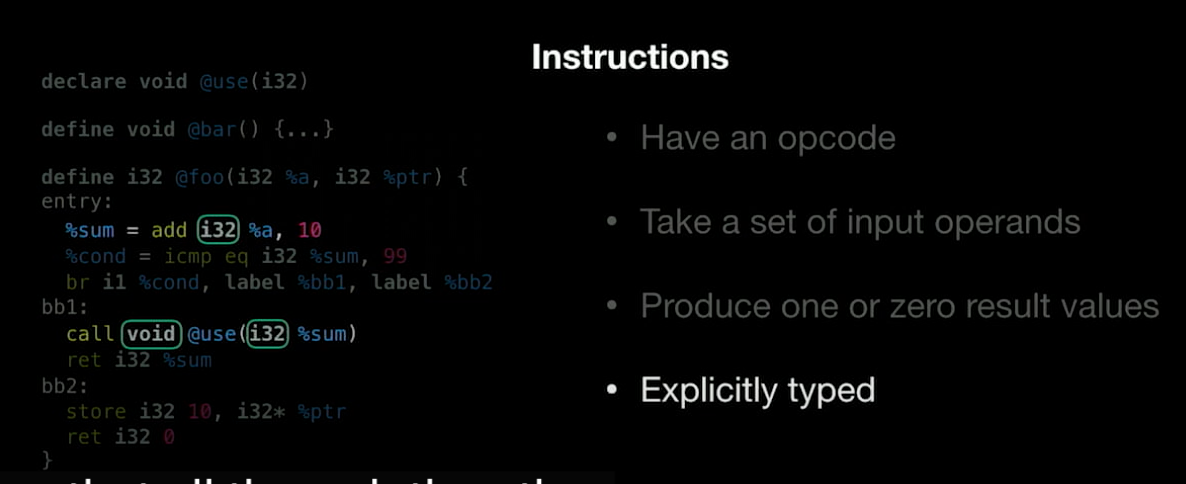 Instructions
declare void @use(i32)
define void @bar() {...}
define i32 @foo(i32 %a, i32 %ptr) {
entry:
%sum = add i32 %a, 10
%cond = icmp eq i32 %sum, 99
br i1 %cond, label %bb1, label %bb2
bb1:
call void @use(i32 %sum)
ret i32 %sum
bb2:
store i32 10, i32* %ptr
ret i32 0
}
• Have an opcode
• Take a set of input operands
• Produce one or zero result values
• Explicitly typed